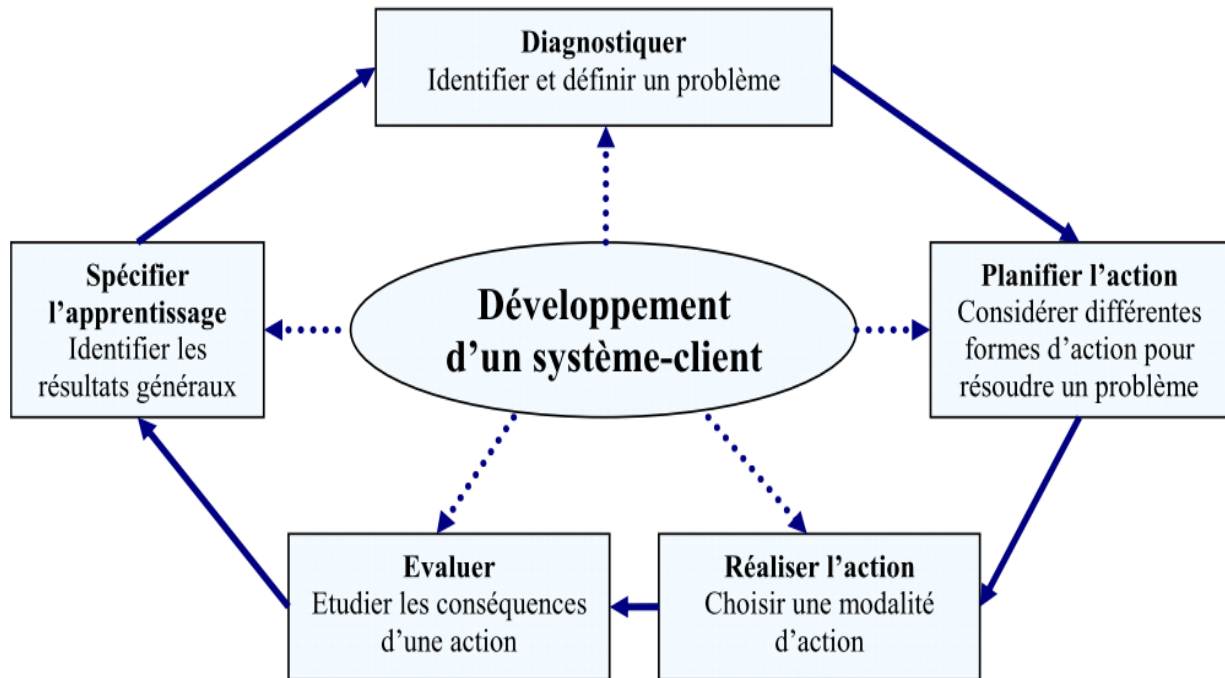 Diagnostiquer
Identifier et définir un problème
Spécifier
l’apprentissage
Identifier les
résultats généraux
Développement
d’un système-client
Planifier l’action
Considérer différentes
formes d’action pour
résoudre un problème
Evaluer
Etudier les conséquences
d’une action
Réaliser l’action
Choisir une modalité
d’action